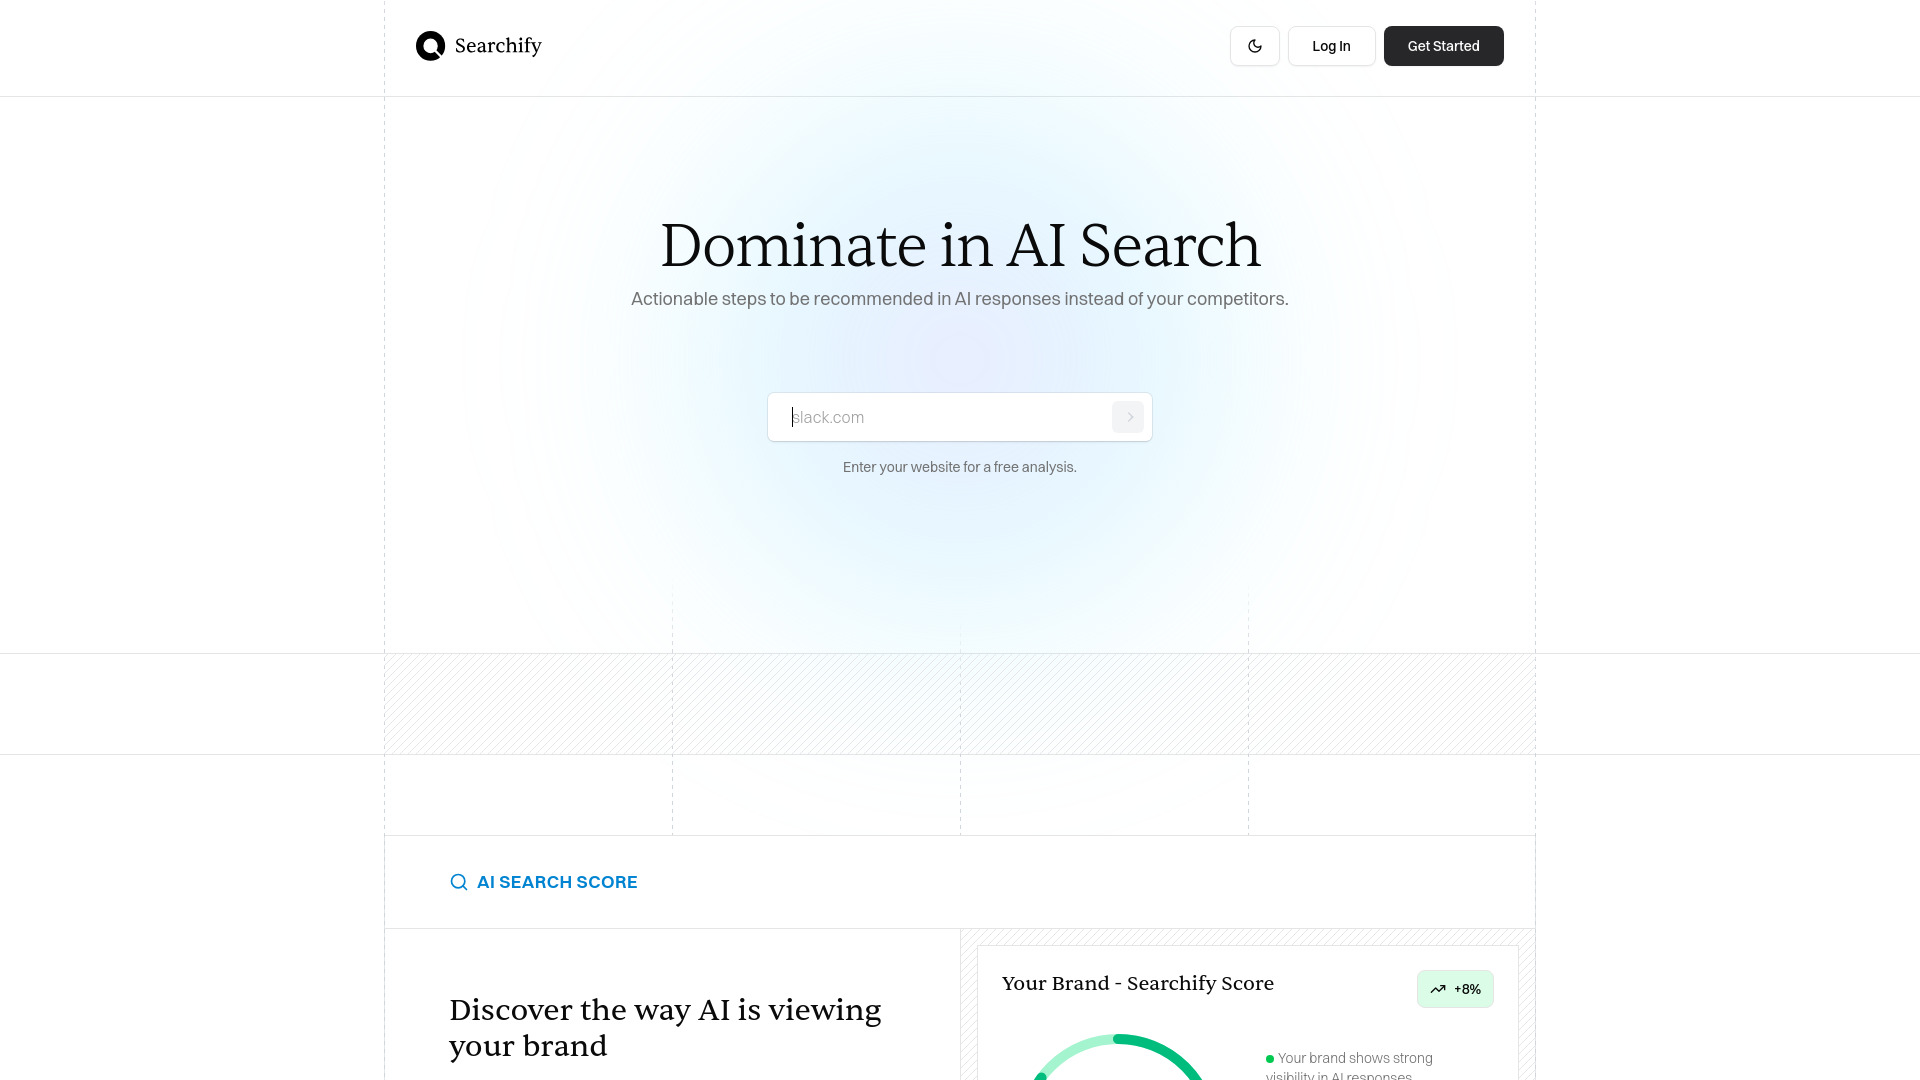 Searchify
Log In
Get Started
Dominate in AI Search
Actionable steps to be recommended in AI responses instead of your competitors.
slack.com
Enter your website for a free analysis.
AI SEARCH SCORE
Discover the way AI is viewing
your brand
Your Brand - Searchify Score
+8%
Your brand shows strong
visibility in AI responses